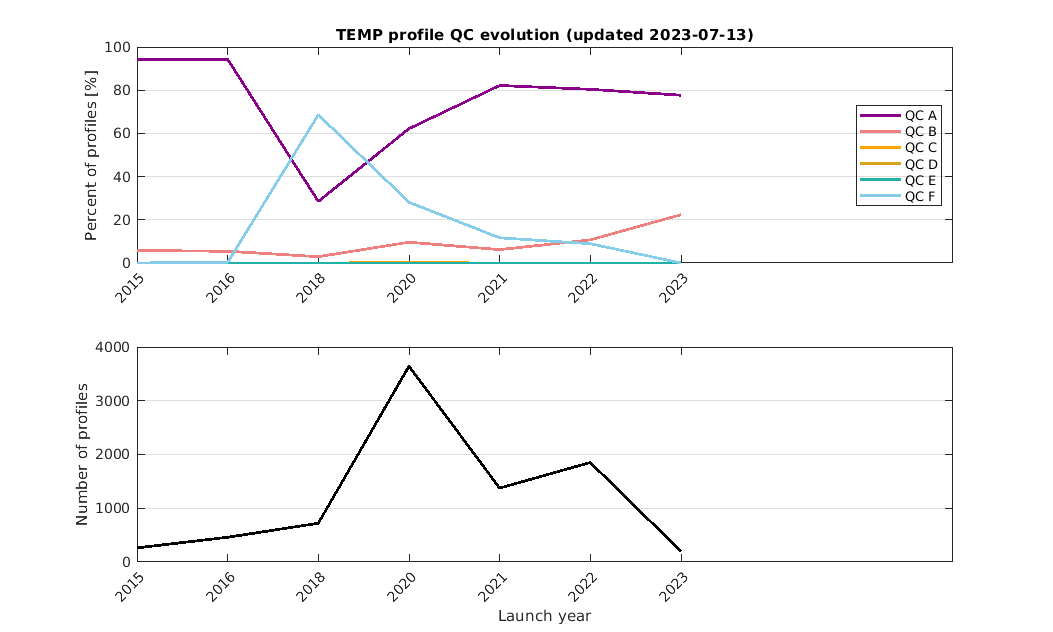 TEMP profile QC evolution (updated 2023-07-13)
Percent of profiles [%]
100
80
60
40
20
0
QC A
QC B
QC C
QC D
QC E
QC F
2015 2016 2018 2020 2021 2022 2023
Number of profiles
4000
3000
2000
1000
0
2015 2016 2018 2020 2021 2022 2023
Launch year